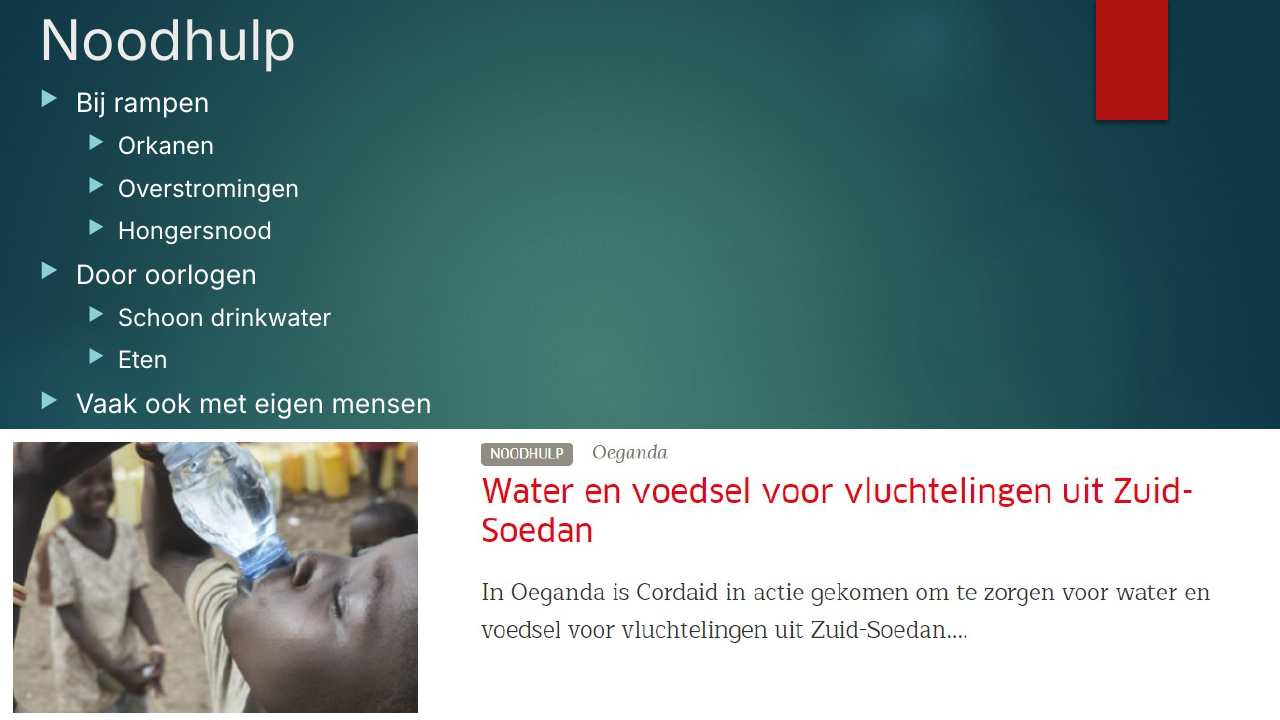 Noodhulp
Bij rampen
Orkanen
Overstromingen
Hongersnood
Door oorlogen
Schoon drinkwater
Eten
Vaak ook met eigen mensen
NOODHULP Oeganda
Water en voedsel voor vluchtelingen uit Zuid-
Soedan
In Oeganda is Cordaid in actie gekomen om te zorgen voor water en
voedsel voor vluchtelingen uit Zuid-Soedan....